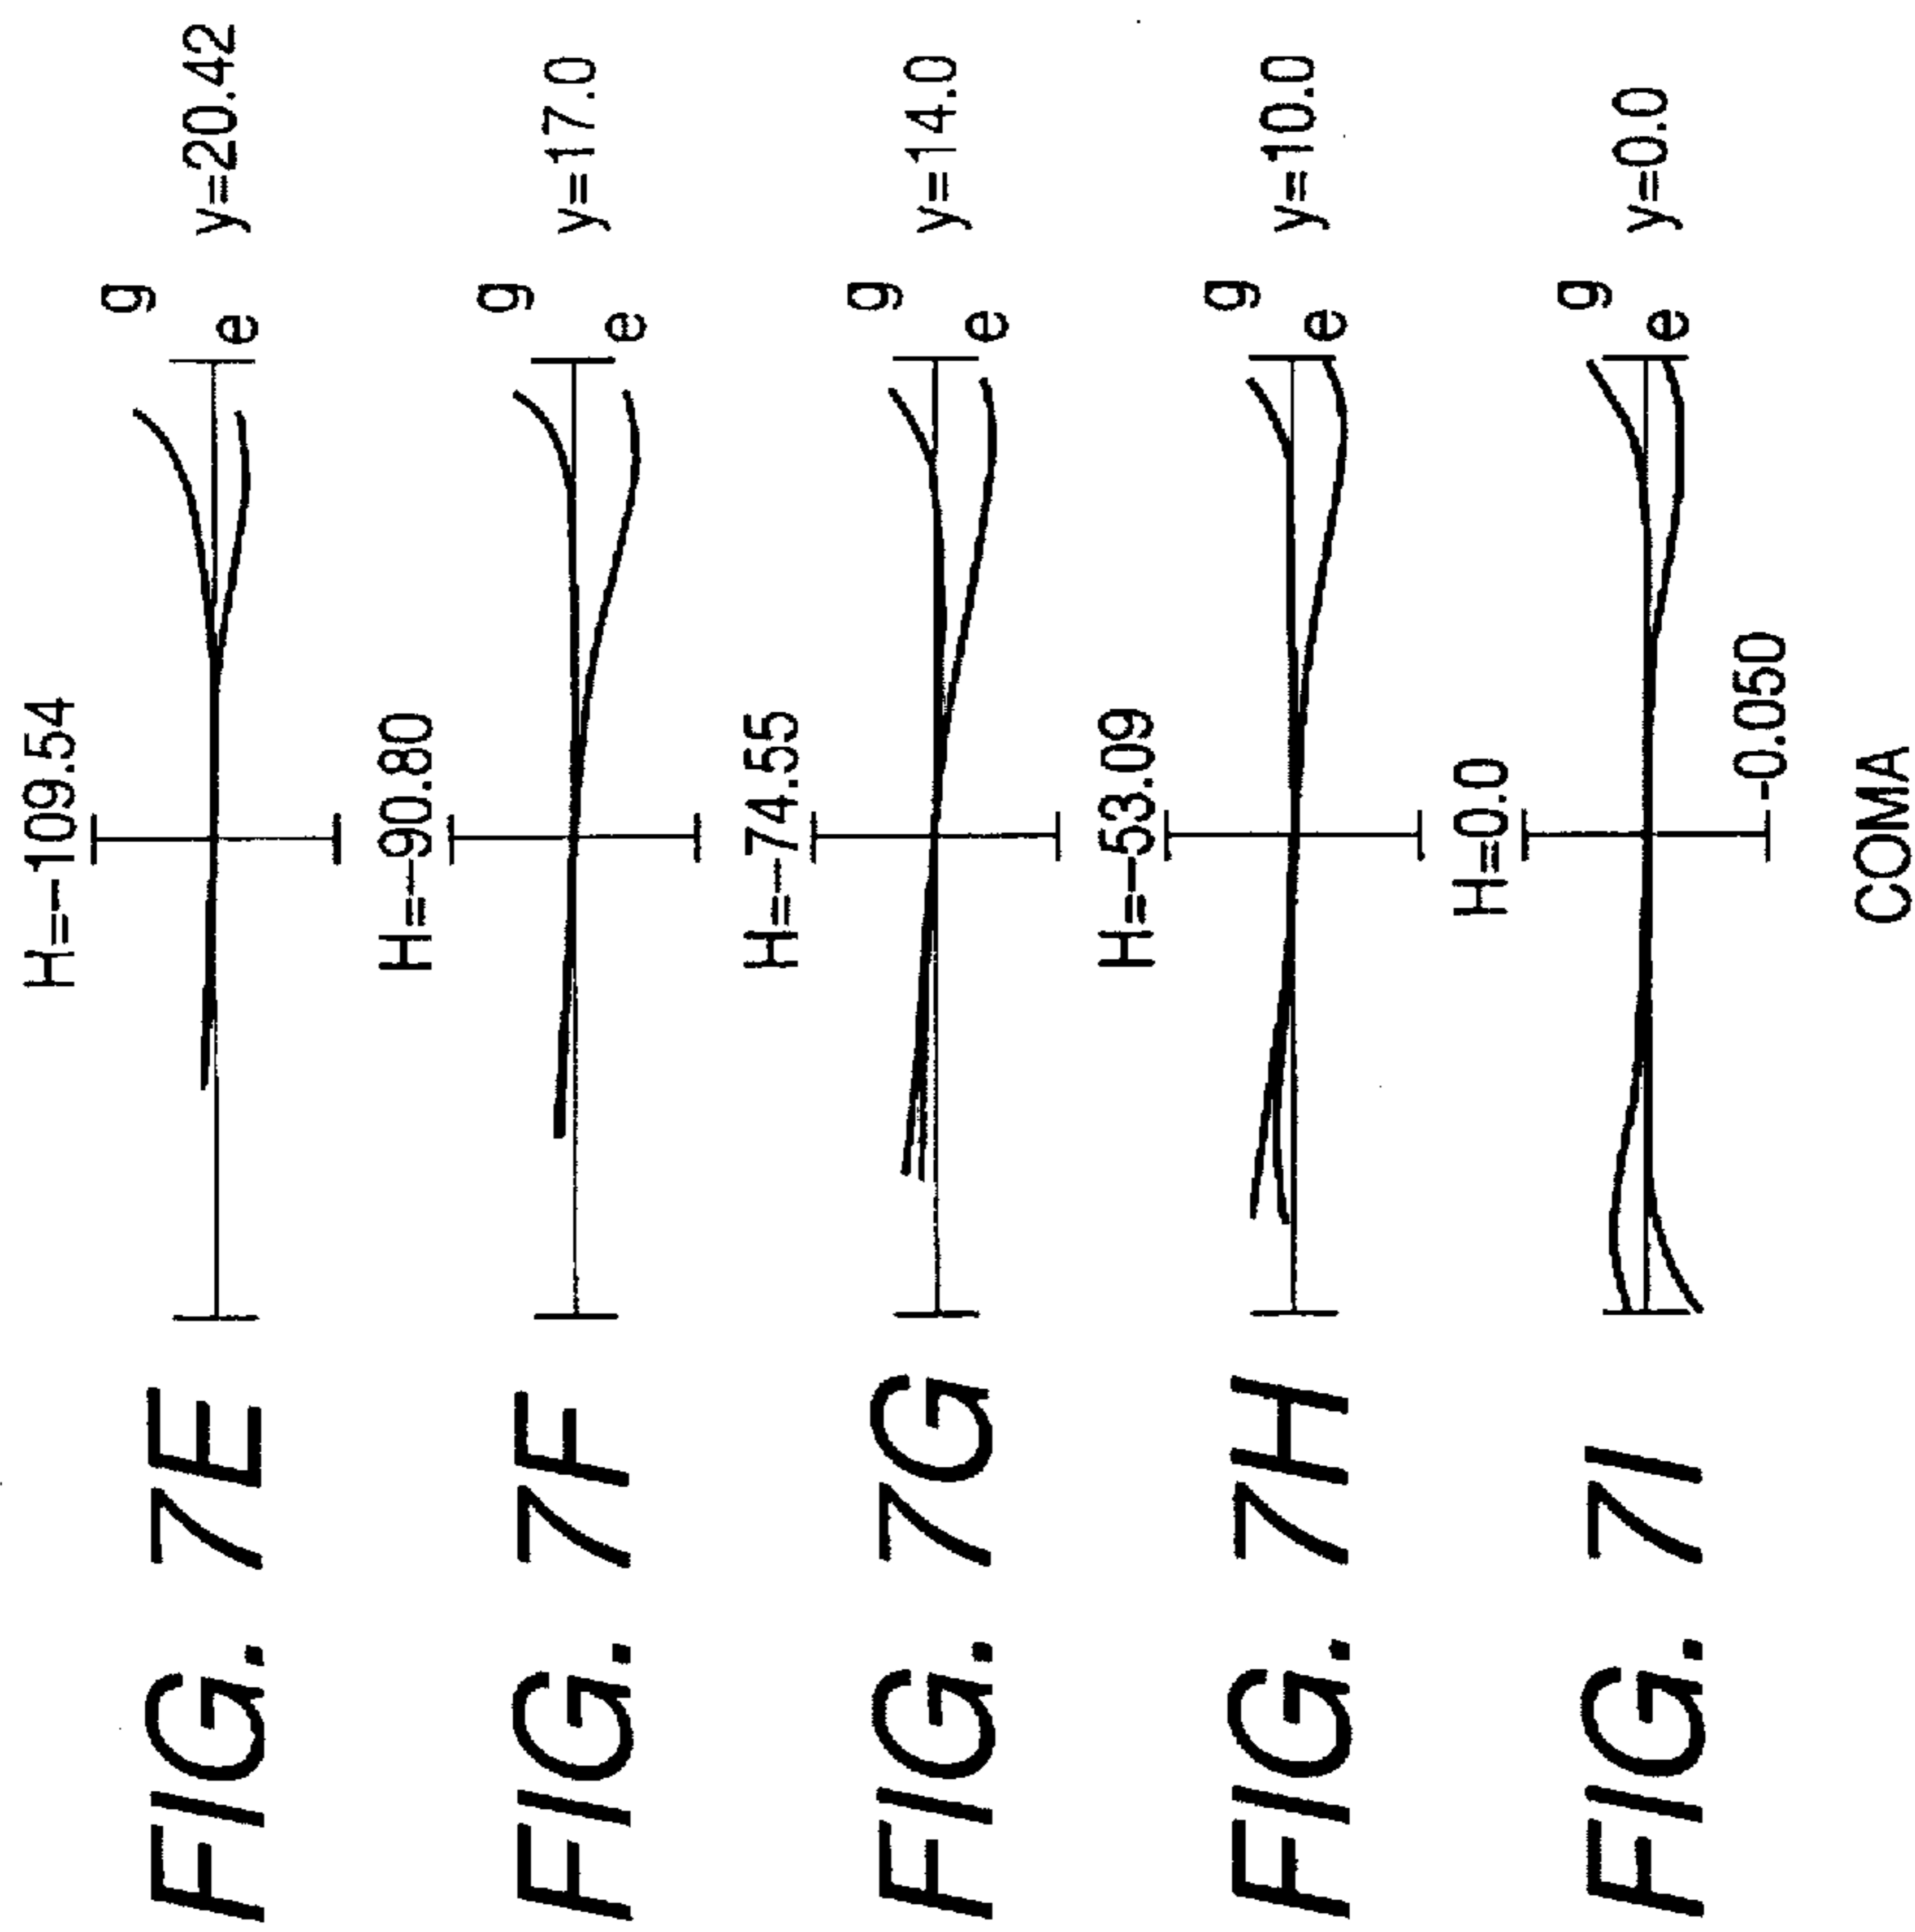 FIG. 7E
H=-109.54
g
e
y=20.42
FIG. 7F
H=-90.80
g
e
y=17.0
FIG. 7G
H=-74.55
g
e
y=14.0
FIG. 7H
H=-53.09
g
e
y=10.0
FIG. 7I
H=0.0
g
e
y=0.0
-0.050
COMA